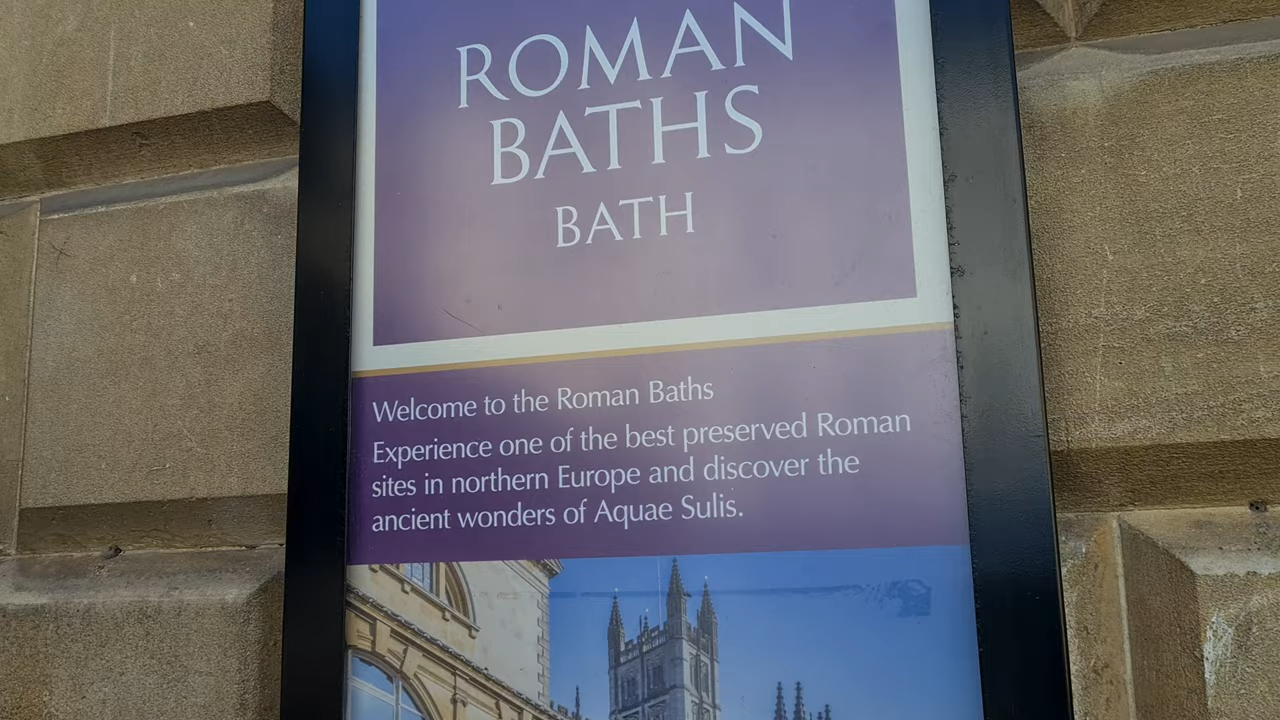 ROMAN
BATHS
BATH
Welcome to the Roman Baths
Experience one of the best preserved Roman
sites in northern Europe and discover the
ancient wonders of Aquae Sulis.